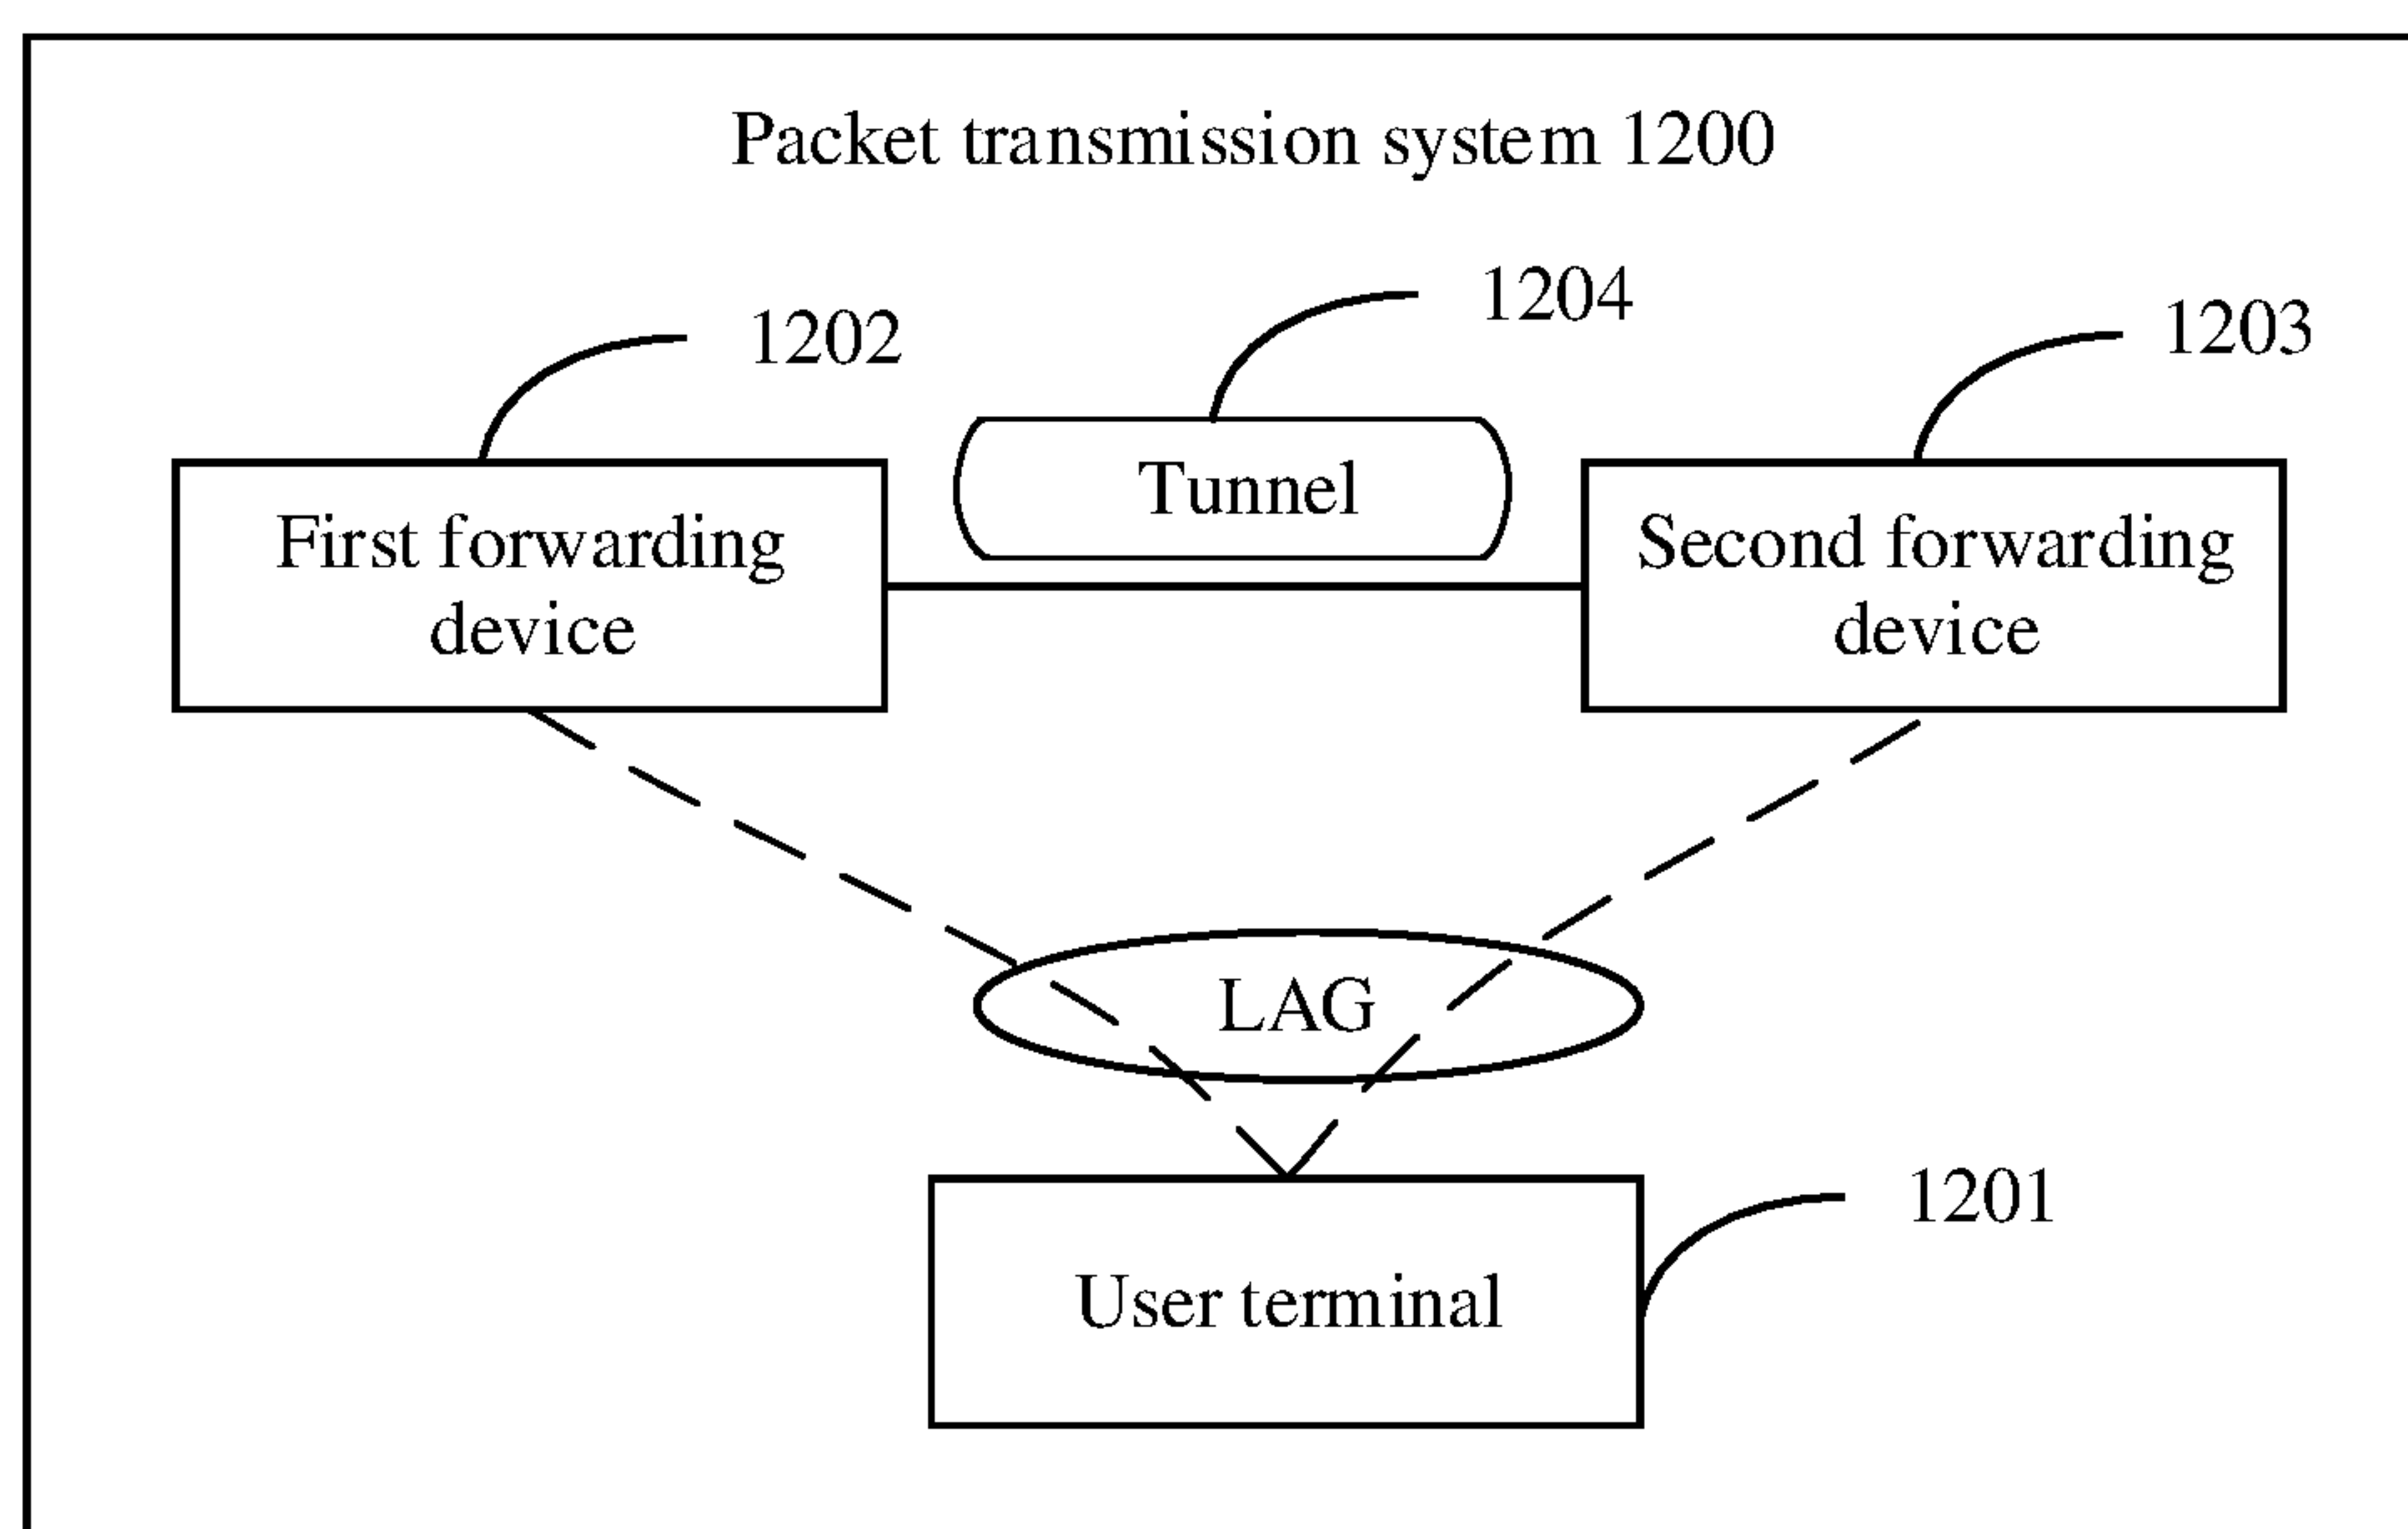 Packet transmission system 1200
1204
1202
1203
Tunnel
First forwarding
device
Second forwarding
device
LAG
1201
User terminal